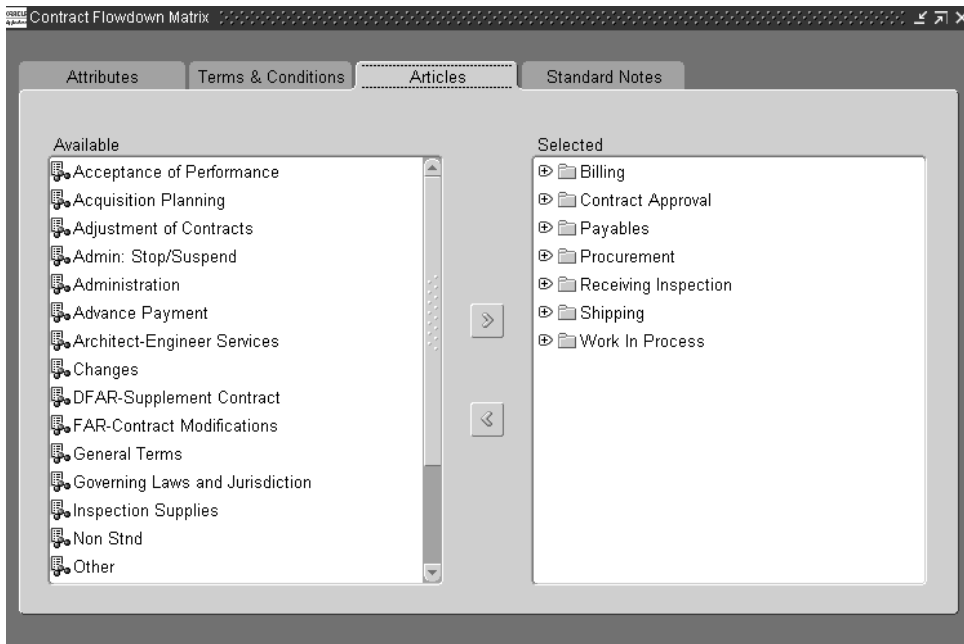 Contract Flowdown Matrix
Attributes
Terms & Conditions
Articles
Standard Notes
Available
Acceptance of Performance
Acquisition Planning
Adjustment of Contracts
Admin: Stop/Suspend
Administration
Advance Payment
Architect-Engineer Services
Changes
DFAR-Supplement Contract
FAR-Contract Modifications
General Terms
Governing Laws and Jurisdiction
Inspection Supplies
Non Stnd
Other
Selected
Billing
Contract Approval
Payables
Procurement
Receiving Inspection
Shipping
Work In Process